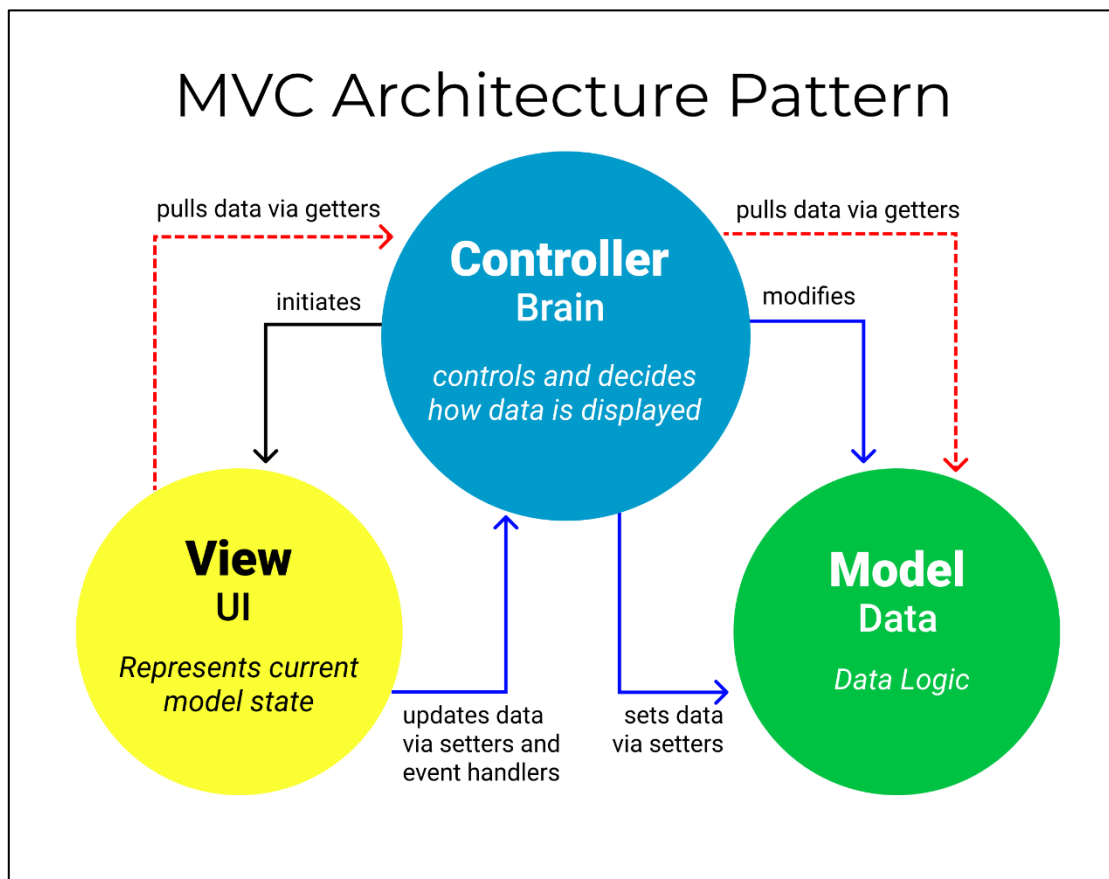 MVC Architecture Pattern
pulls data via getters
pulls data via getters
Controller
Brain
initiates
modifies
controls and decides
how data is displayed
View
UI
Represents current
model state
Model
Data
Data Logic
updates data
via setters and
event handlers
sets data
via setters